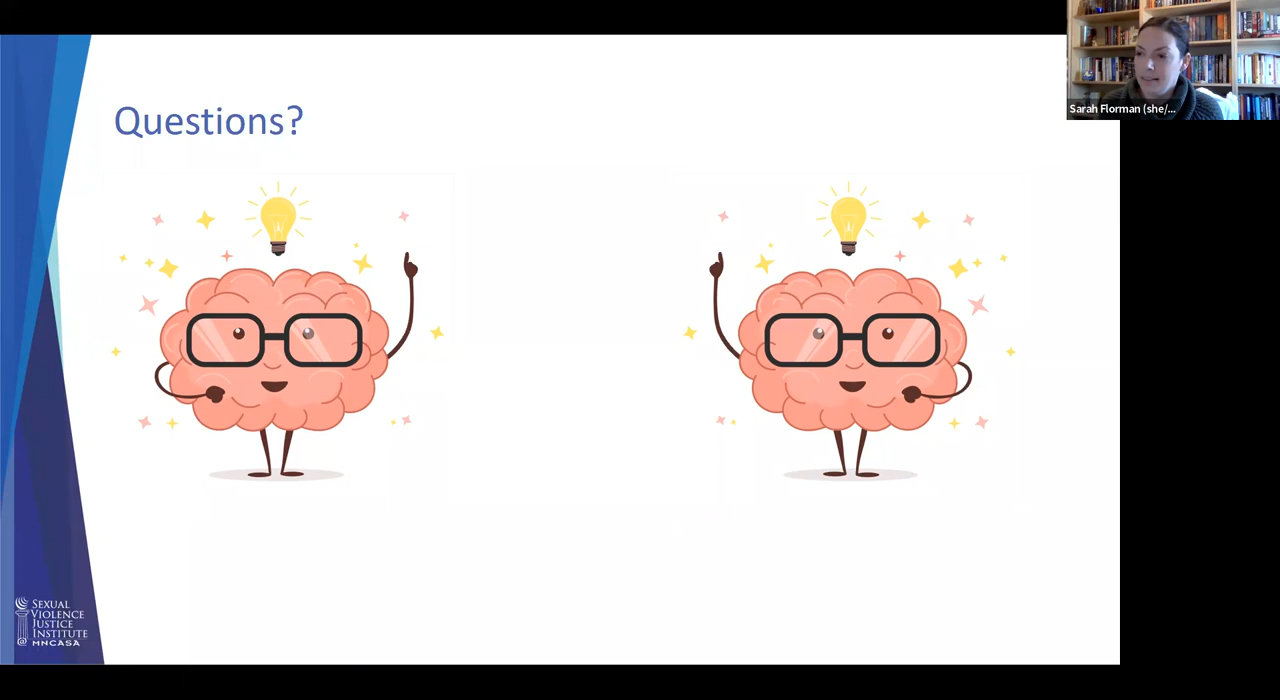 Questions?
Sarah Florman (she/...
SEXUAL
VIOLENCE
JUSTICE
INSTITUTE
@ MNCASA